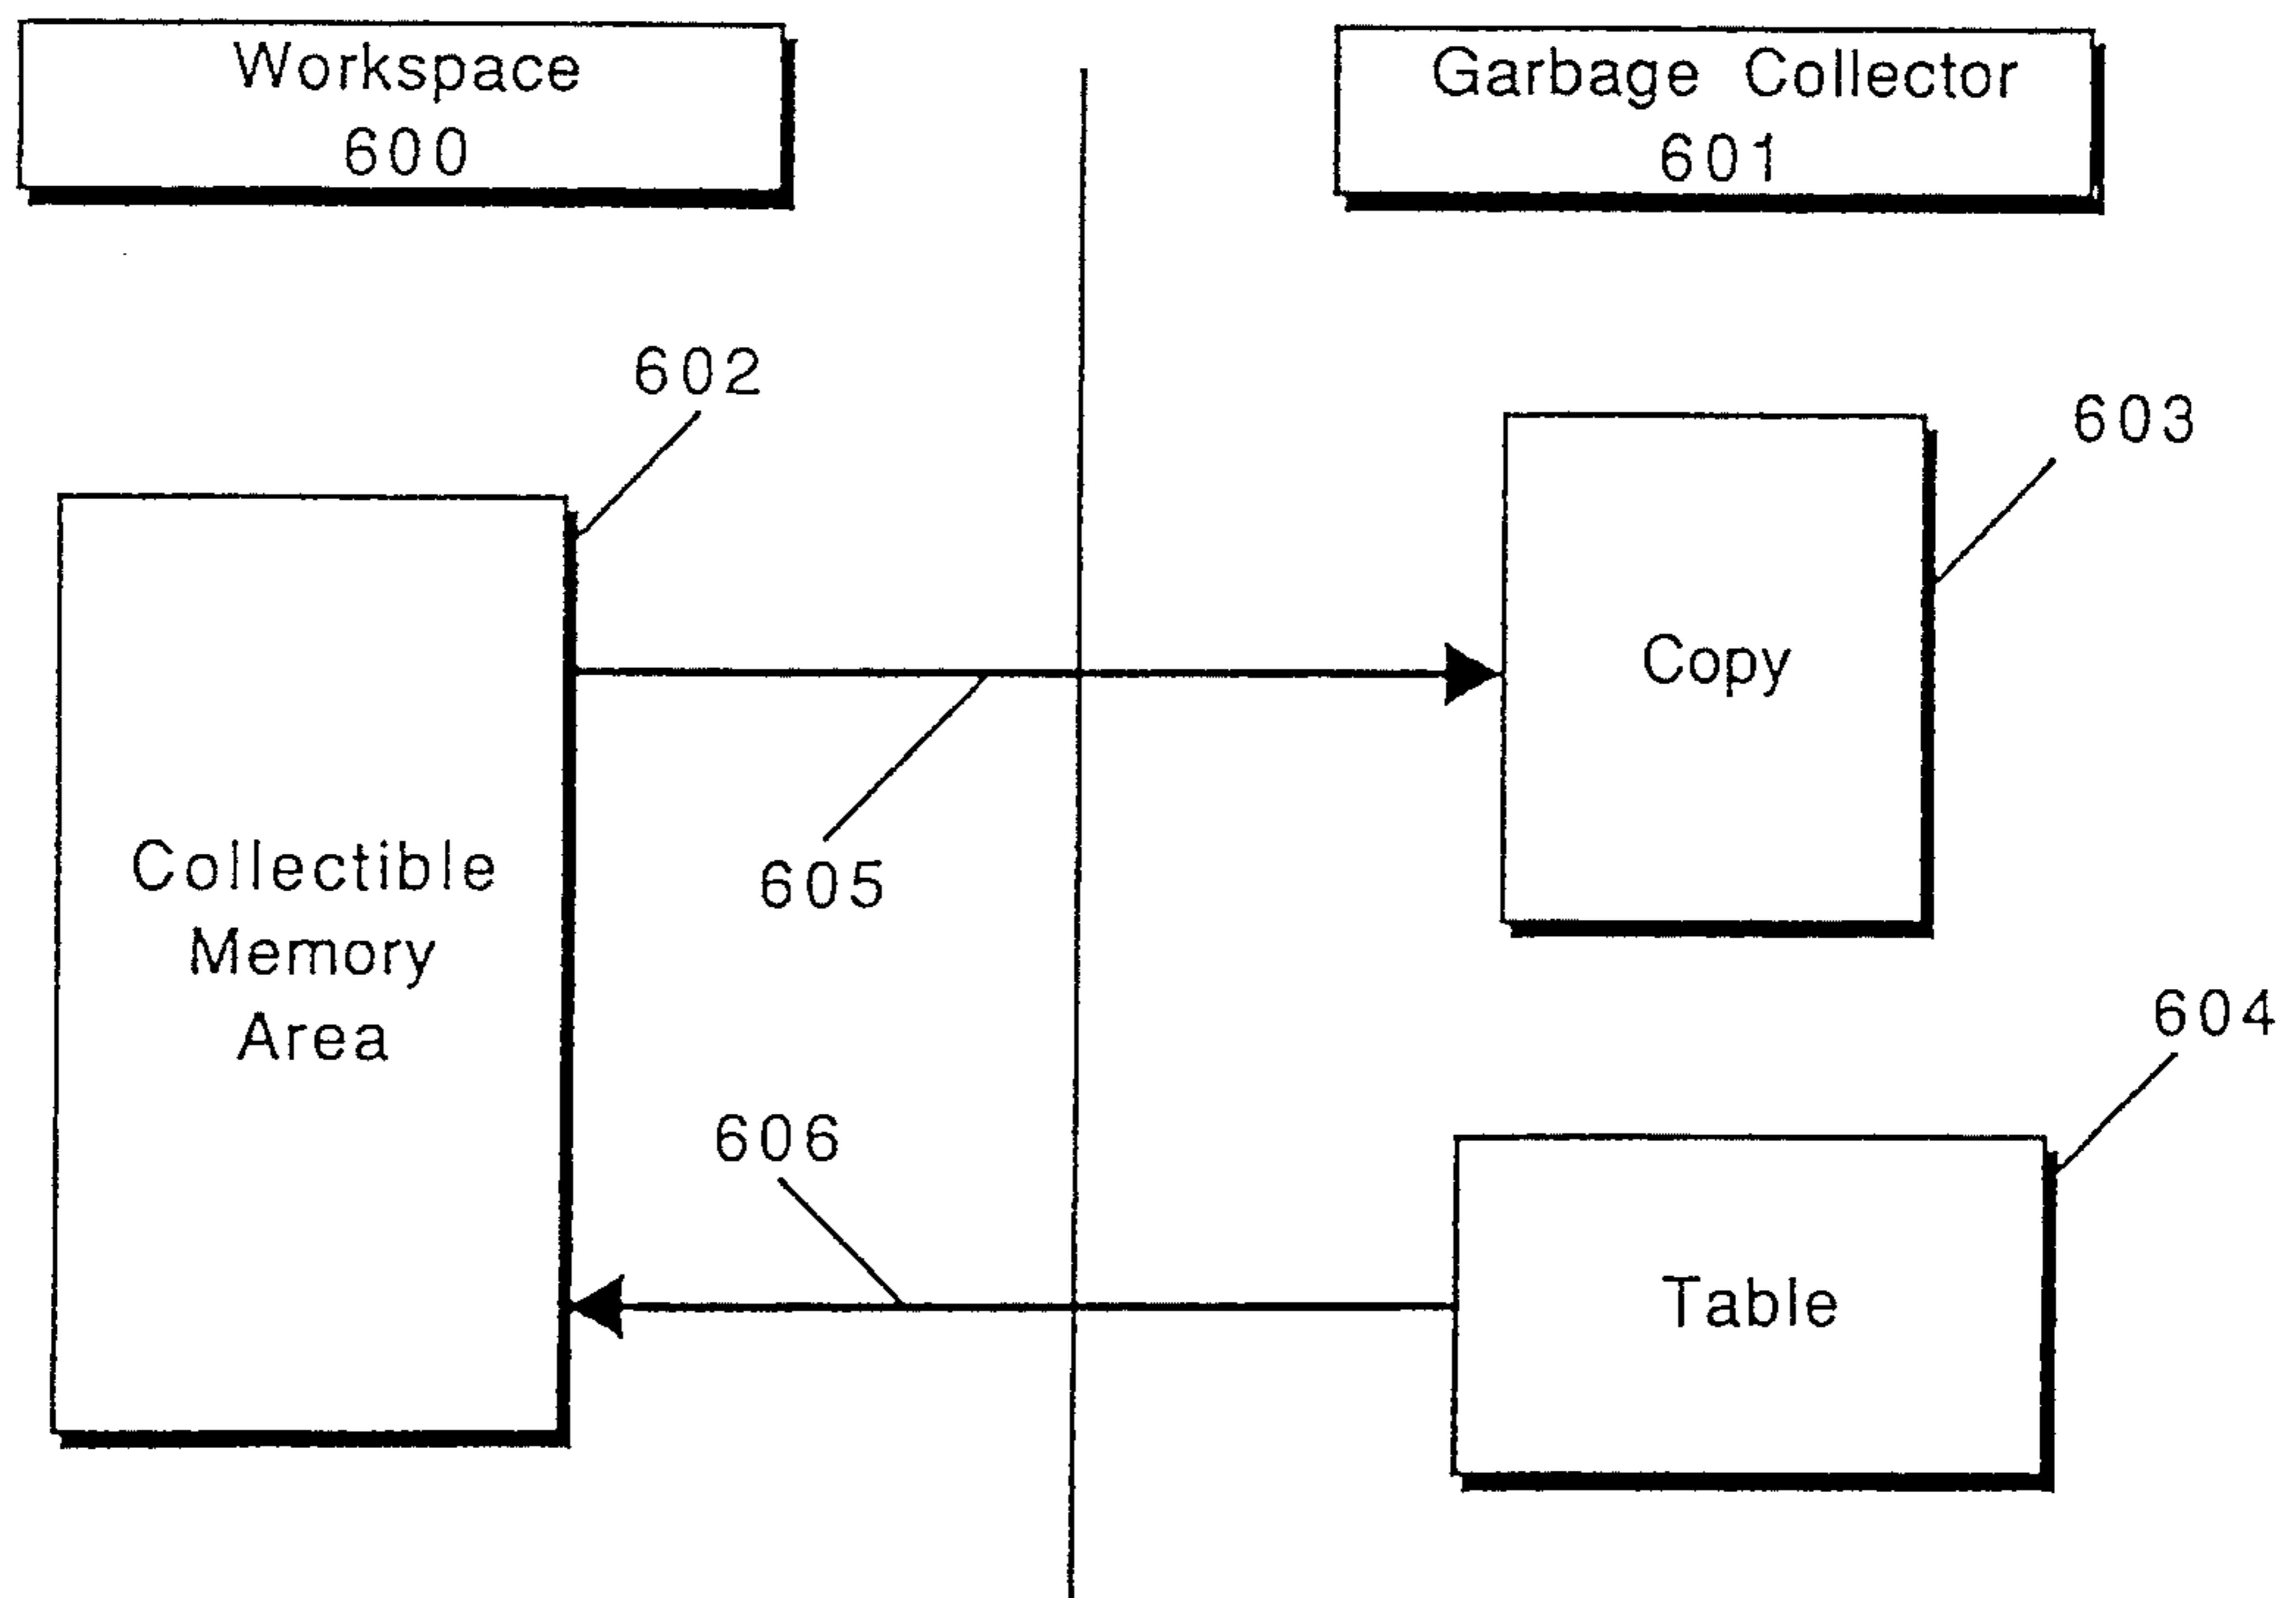 Workspace
600
Garbage Collector
601
602
603
Copy
605
Collectible
Memory
Area
604
606
Table